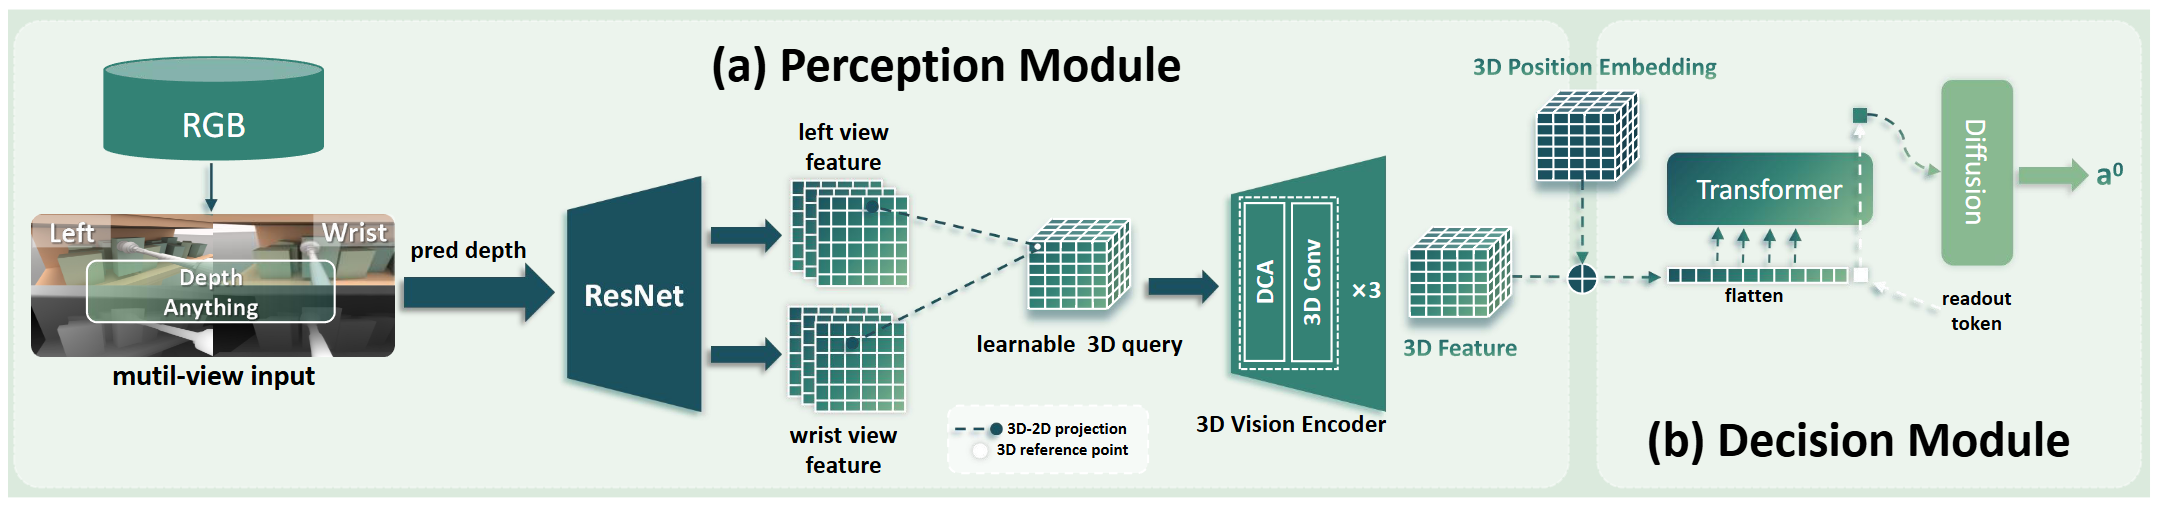 (a) Perception Module
RGB
Left
Wrist
Depth
Anything
mutil-view input
pred depth
ResNet
left view
feature
wrist view
feature
learnable 3D query
3D-2D projection
3D reference point
DCA
3D Conv
×3
3D Vision Encoder
3D Position Embedding
3D Feature
Transformer
flatten
readout
token
Diffusion
a⁰
(b) Decision Module